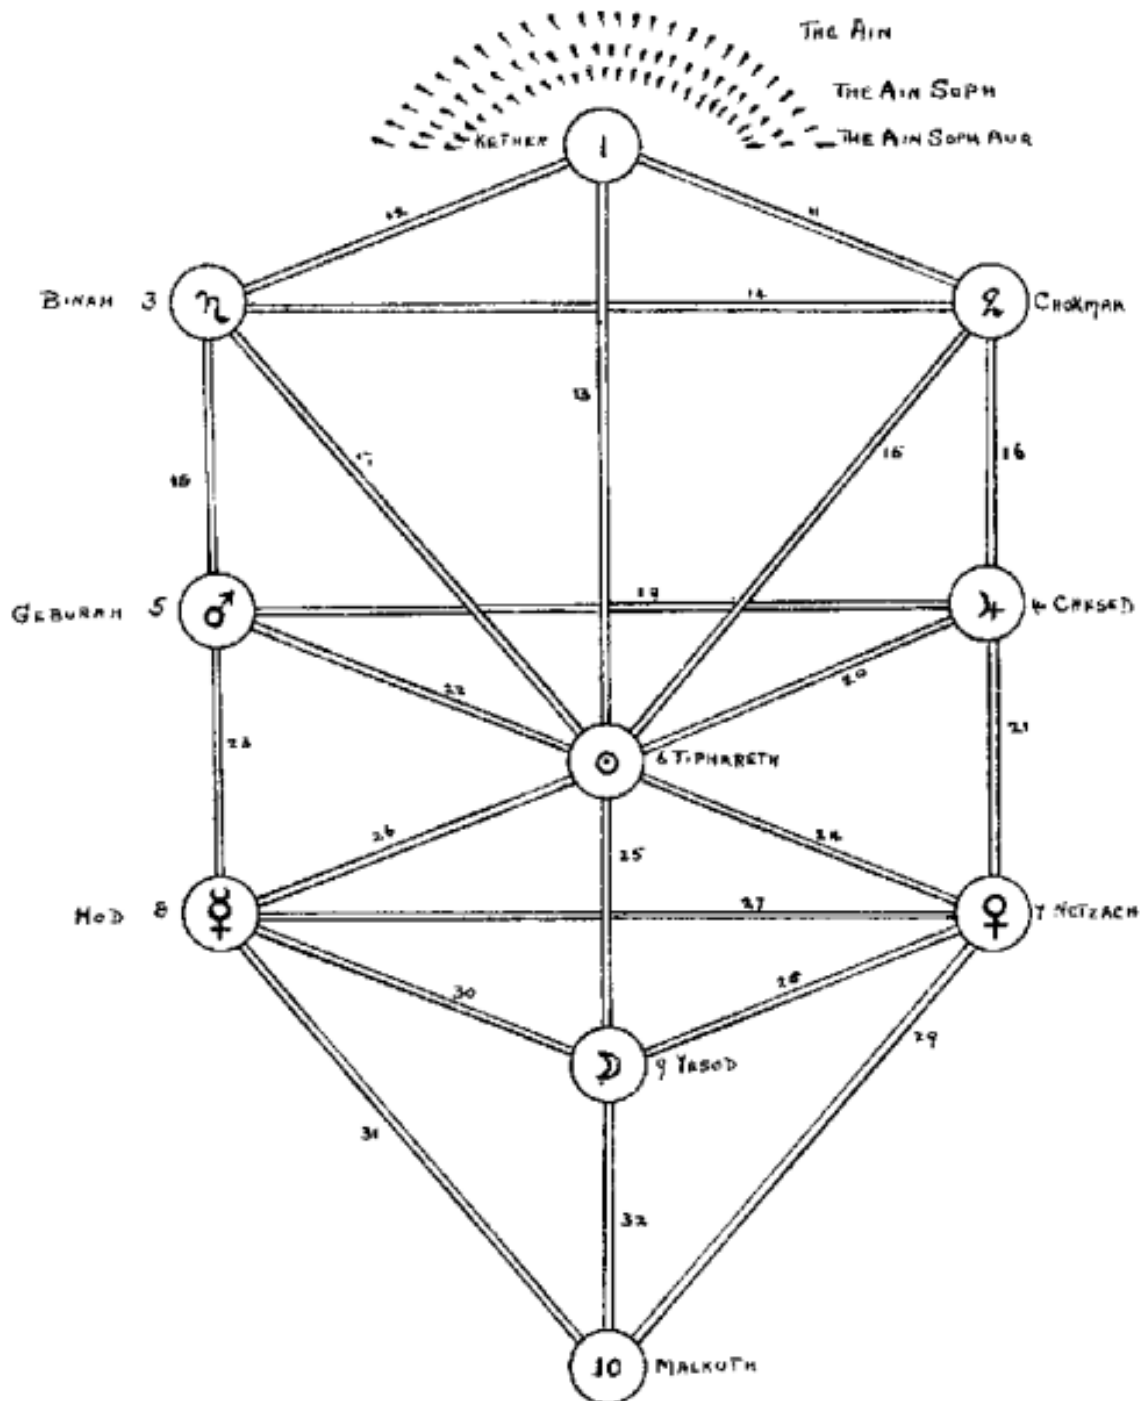 THE AIN
THE AIN SOPH
THE AIN SOPH AUR
KETHER 1
12 11
BINAH 3 ♄ 14 CHOKMAH
13
17 15 16
18
GEBURAH 5 ♂ 19 ♃ 4 CHESED
22 20
23 21
☉ 6 TIPHARETH
26 25 24
HOD 8 ☿ 27 ♀ 7 NETZACH
30 28
29
☽ 9 YESOD
31
32
10 MALKUTH